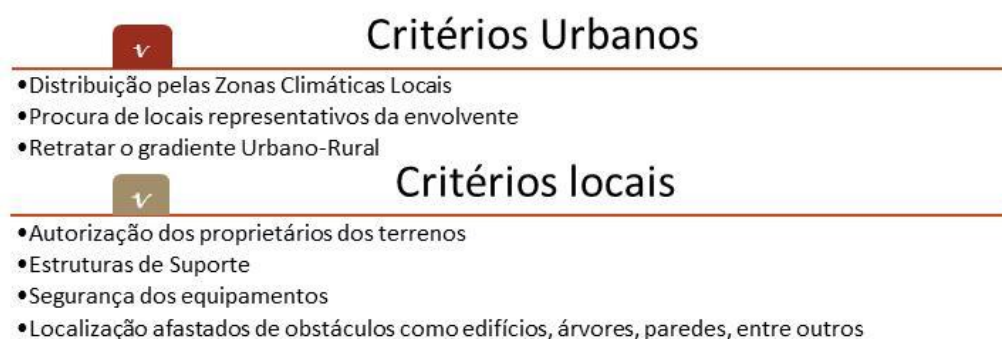 v
Critérios Urbanos
•Distribuição pelas Zonas Climáticas Locais
•Procura de locais representativos da envolvente
•Retratar o gradiente Urbano-Rural
v
Critérios locais
•Autorização dos proprietários dos terrenos
•Estruturas de Suporte
•Segurança dos equipamentos
•Localização afastados de obstáculos como edifícios, árvores, paredes, entre outros